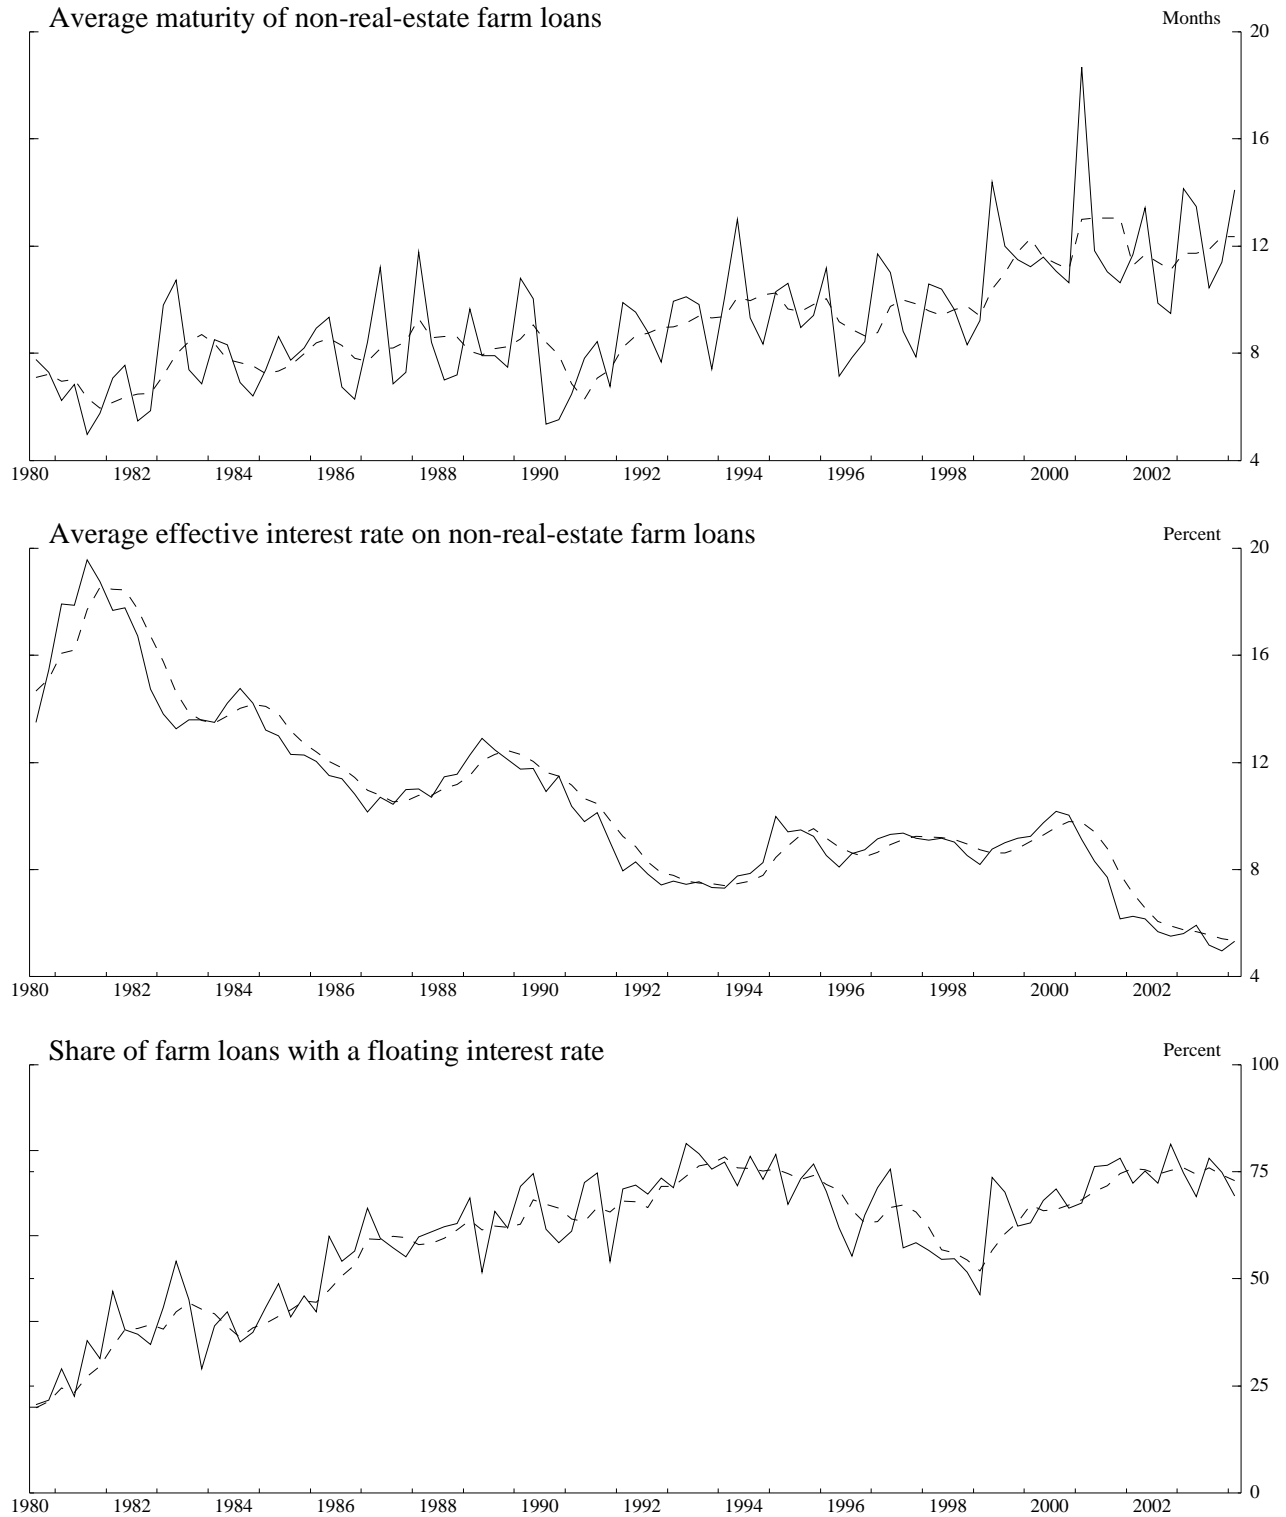 Average maturity of non-real-estate farm loans
Months
20
16
12
8
4
1980 1982 1984 1986 1988 1990 1992 1994 1996 1998 2000 2002
Average effective interest rate on non-real-estate farm loans
Percent
20
16
12
8
4
1980 1982 1984 1986 1988 1990 1992 1994 1996 1998 2000 2002
Share of farm loans with a floating interest rate
Percent
100
75
50
25
0
1980 1982 1984 1986 1988 1990 1992 1994 1996 1998 2000 2002